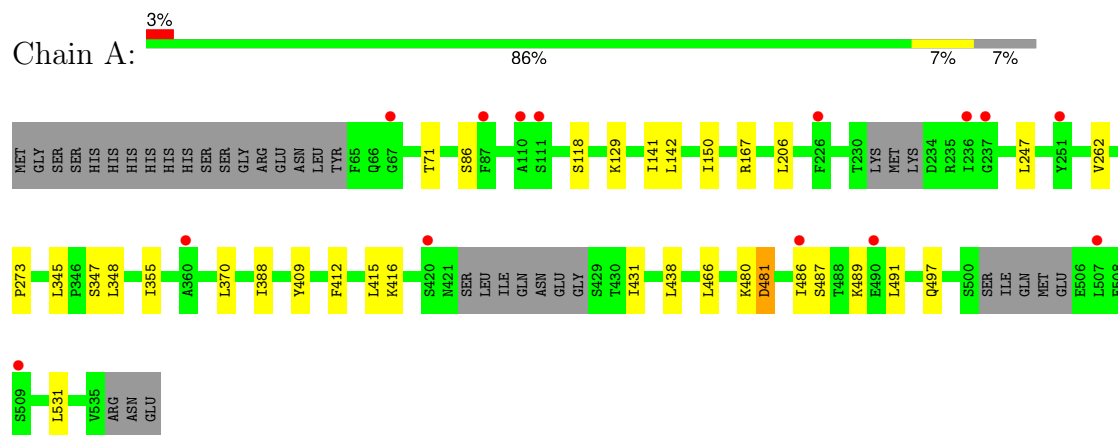 3%
Chain A:
86% 7% 7%
MET GLY SER SER HIS HIS HIS HIS HIS HIS SER SER GLY ARG GLU ASN LEU TYR F65 Q66 G67 T71 S86 F87 A110 S111 S118 K129 I141 L142 I150 R167 L206 F226 T230 LYS MET LYS D234 R235 I236 G237 L247 Y251 V262
P273 L345 P346 S347 L348 I355 A360 L370 I388 Y409 F412 L415 K416 S420 N421 SER LEU ILE GLN ASN GLU GLY S429 T430 I431 L438 L466 K480 D481 I486 S487 T488 K489 E490 L491 Q497 S500 SER ILE GLN MET GLU E506 L507 E508
S509 L531 V535 ARG ASN GLU